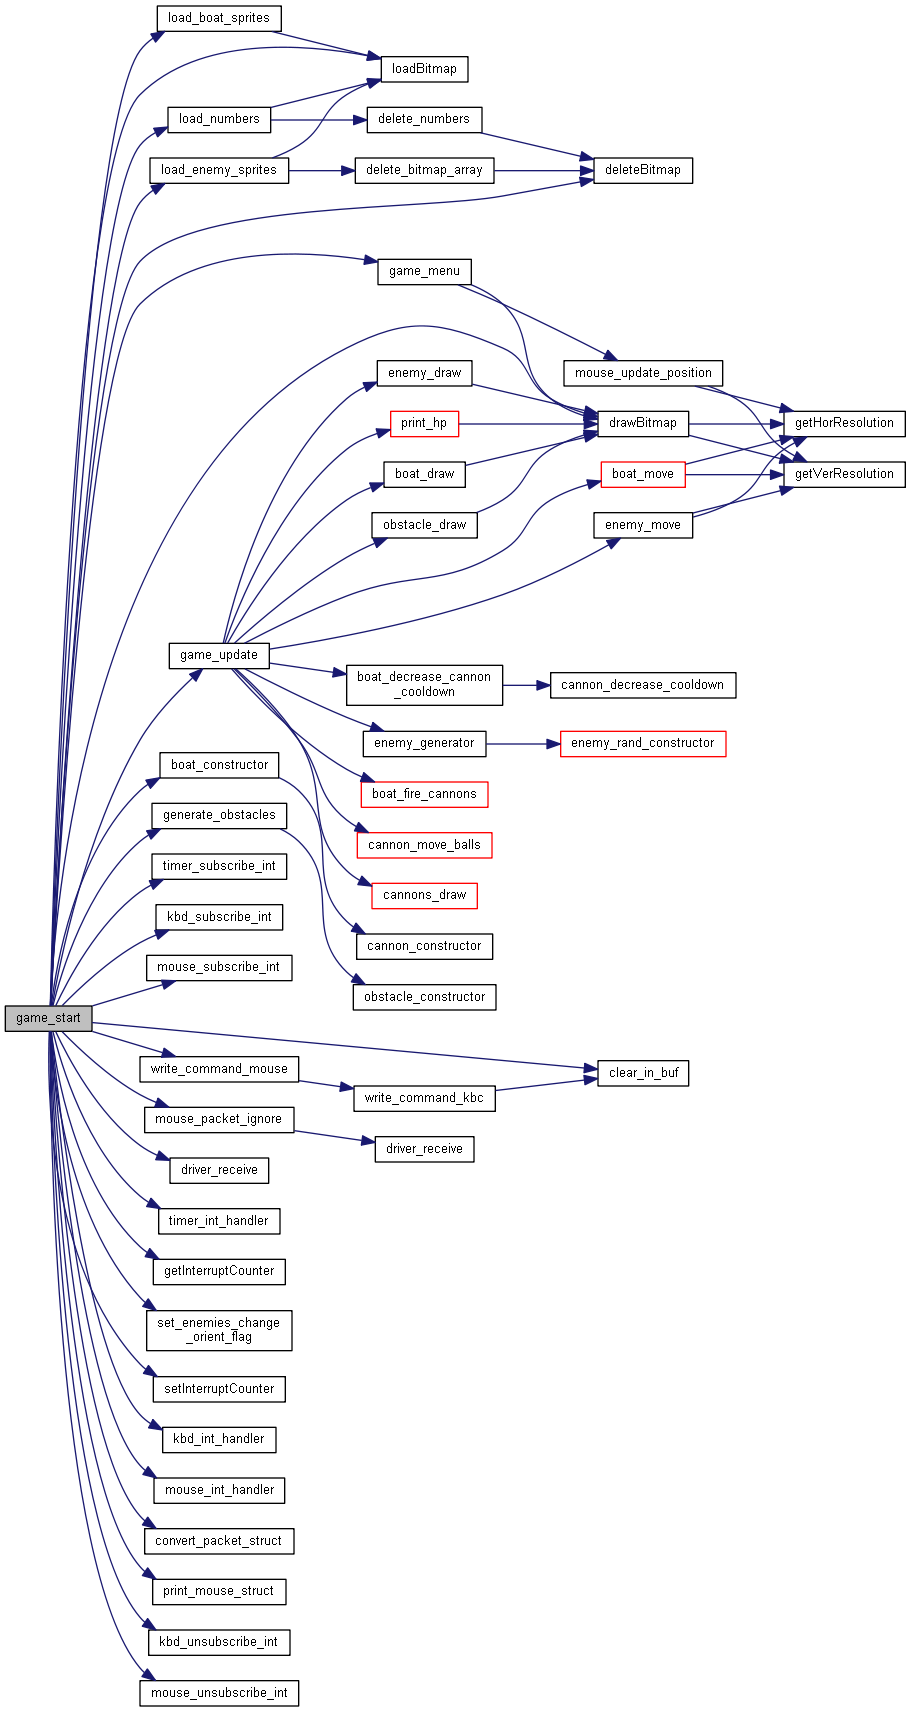 load_boat_sprites
loadBitmap
load_numbers
delete_numbers
load_enemy_sprites
delete_bitmap_array
deleteBitmap
game_menu
enemy_draw
mouse_update_position
print_hp
drawBitmap
getHorResolution
boat_draw
boat_move
getVerResolution
obstacle_draw
enemy_move
game_update
boat_decrease_cannon
_cooldown
cannon_decrease_cooldown
enemy_generator
enemy_rand_constructor
boat_constructor
boat_fire_cannons
generate_obstacles
cannon_move_balls
timer_subscribe_int
cannons_draw
kbd_subscribe_int
cannon_constructor
mouse_subscribe_int
obstacle_constructor
game_start
write_command_mouse
clear_in_buf
write_command_kbc
mouse_packet_ignore
driver_receive
driver_receive
timer_int_handler
getInterruptCounter
set_enemies_change
_orient_flag
setInterruptCounter
kbd_int_handler
mouse_int_handler
convert_packet_struct
print_mouse_struct
kbd_unsubscribe_int
mouse_unsubscribe_int